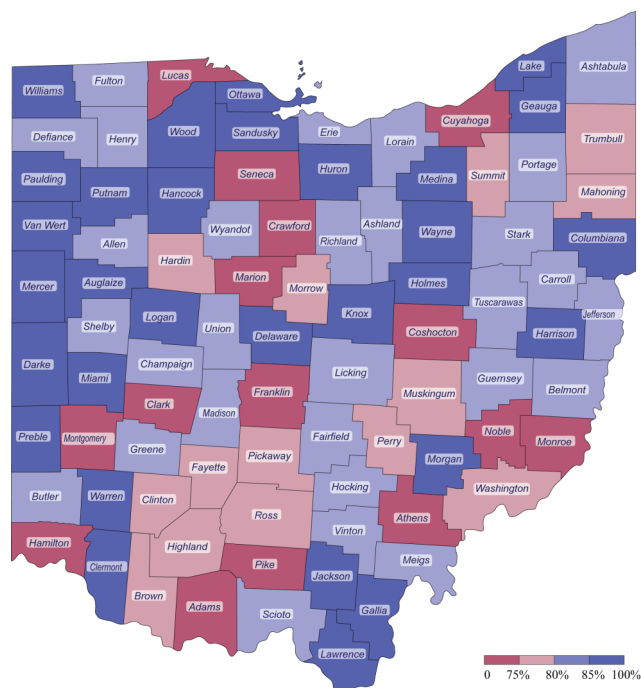 Lake
Ashtabula
Lucas
Fulton
Williams
Ottawa
Geauga
Cuyahoga
Wood
Sandusky
Erie
Defiance
Henry
Lorain
Trumbull
Portage
Huron
Seneca
Summit
Medina
Paulding
Mahoning
Putnam
Hancock
Van Wert
Wyandot
Ashland
Crawford
Wayne
Stark
Columbiana
Richland
Allen
Hardin
Marion
Carroll
Mercer
Auglaize
Holmes
Morrow
Tuscarawas
Knox
Jefferson
Logan
Shelby
Union
Delaware
Coshocton
Harrison
Darke
Champaign
Licking
Miami
Guernsey
Belmont
Muskingum
Franklin
Clark
Madison
Noble
Preble
Montgomery
Fairfield
Perry
Monroe
Greene
Pickaway
Morgan
Fayette
Hocking
Washington
Butler
Warren
Clinton
Ross
Athens
Vinton
Hamilton
Highland
Meigs
Clermont
Pike
Jackson
Brown
Adams
Gallia
Scioto
Lawrence
0 75% 80% 85% 100%